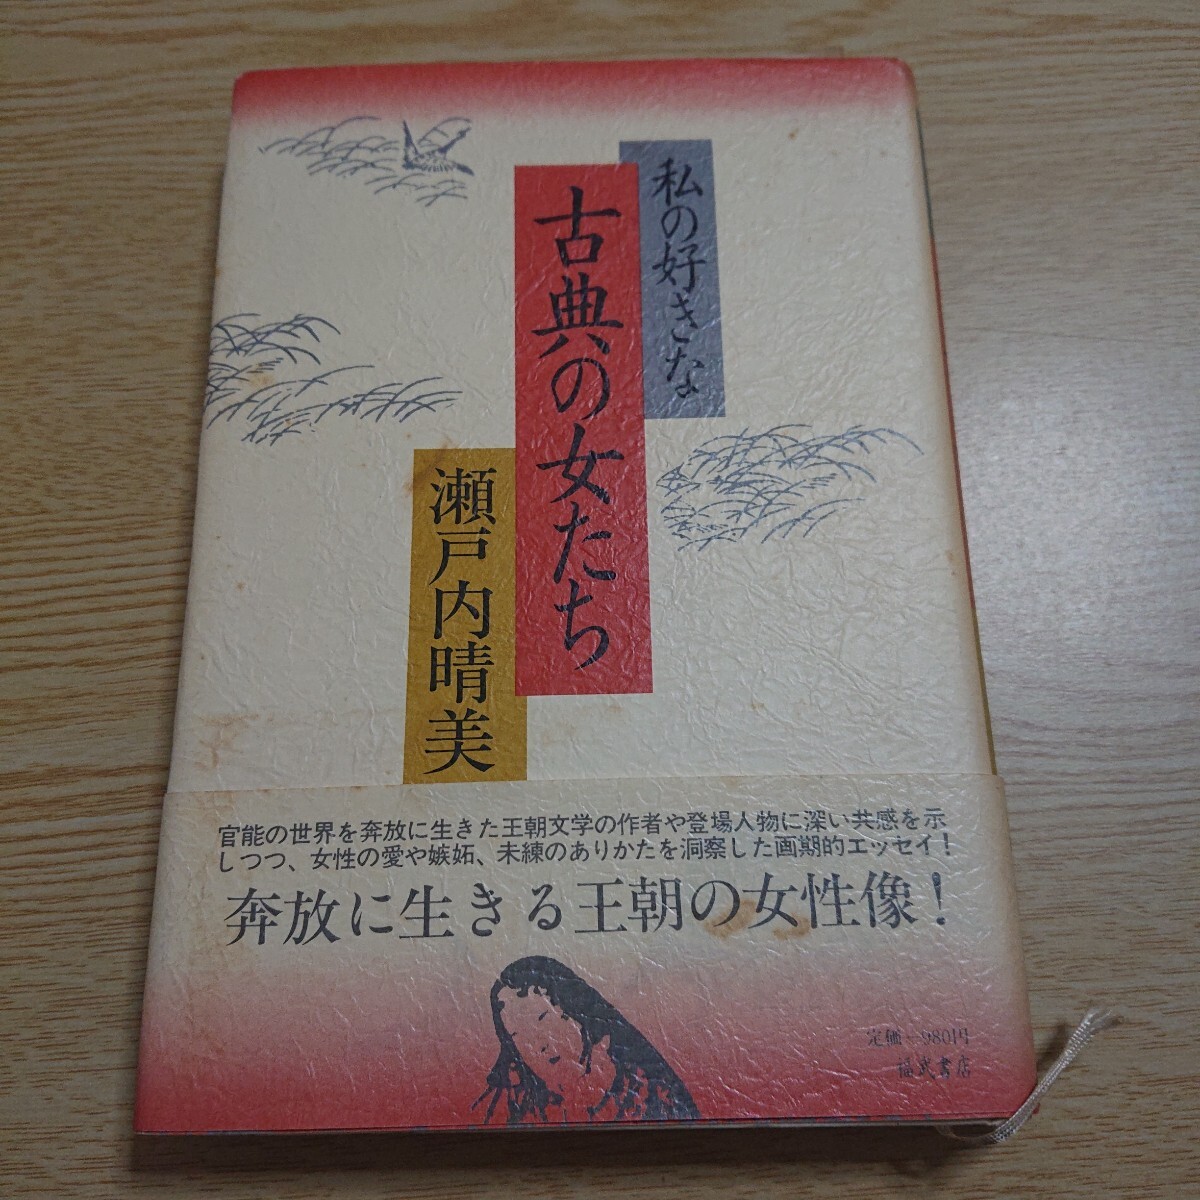 私の好きな
古典の女たち
瀬戸内晴美
官能の世界を奔放に生きた王朝文学の作者や登場人物に深い共感を示
しつつ、女性の愛や嫉妬、未練のありかたを洞察した画期的エッセイ！
奔放に生きる王朝の女性像！
定価－980円
福武書店